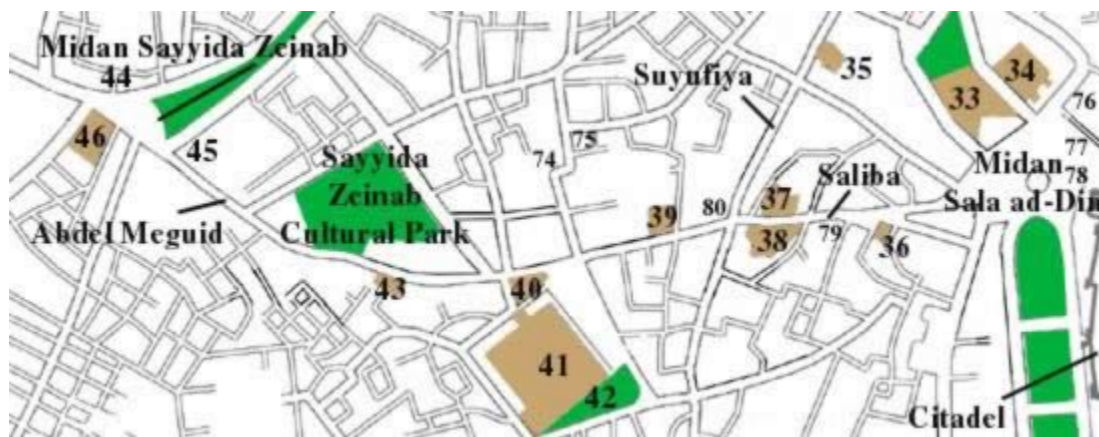 Midan Sayyida Zeinab
44
46
45
Abdel Meguid
Sayyida
Zeinab
Cultural Park
43
40
41
42
74
75
39
80
Suyufiya
35
33
34
76
77
78
Midan
Sala ad-Din
Saliba
37
38
79
36
Citadel